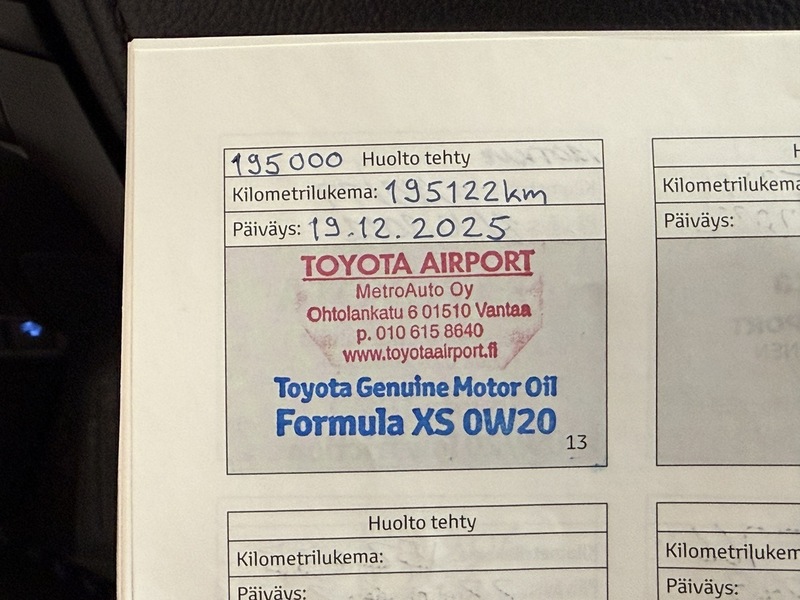 195000 Huolto tehty
Kilometrilukema: 195122km
Päiväys: 19.12.2025
TOYOTA AIRPORT
MetroAuto Oy
Ohtolankatu 6 01510 Vantaa
p. 010 615 8640
www.toyotaairport.fi
Toyota Genuine Motor Oil
Formula XS 0W20
13
Kilometrilukema
Päiväys:
Huolto tehty
Kilometrilukema:
Päiväys:
Kilometrilukem
Päiväys: